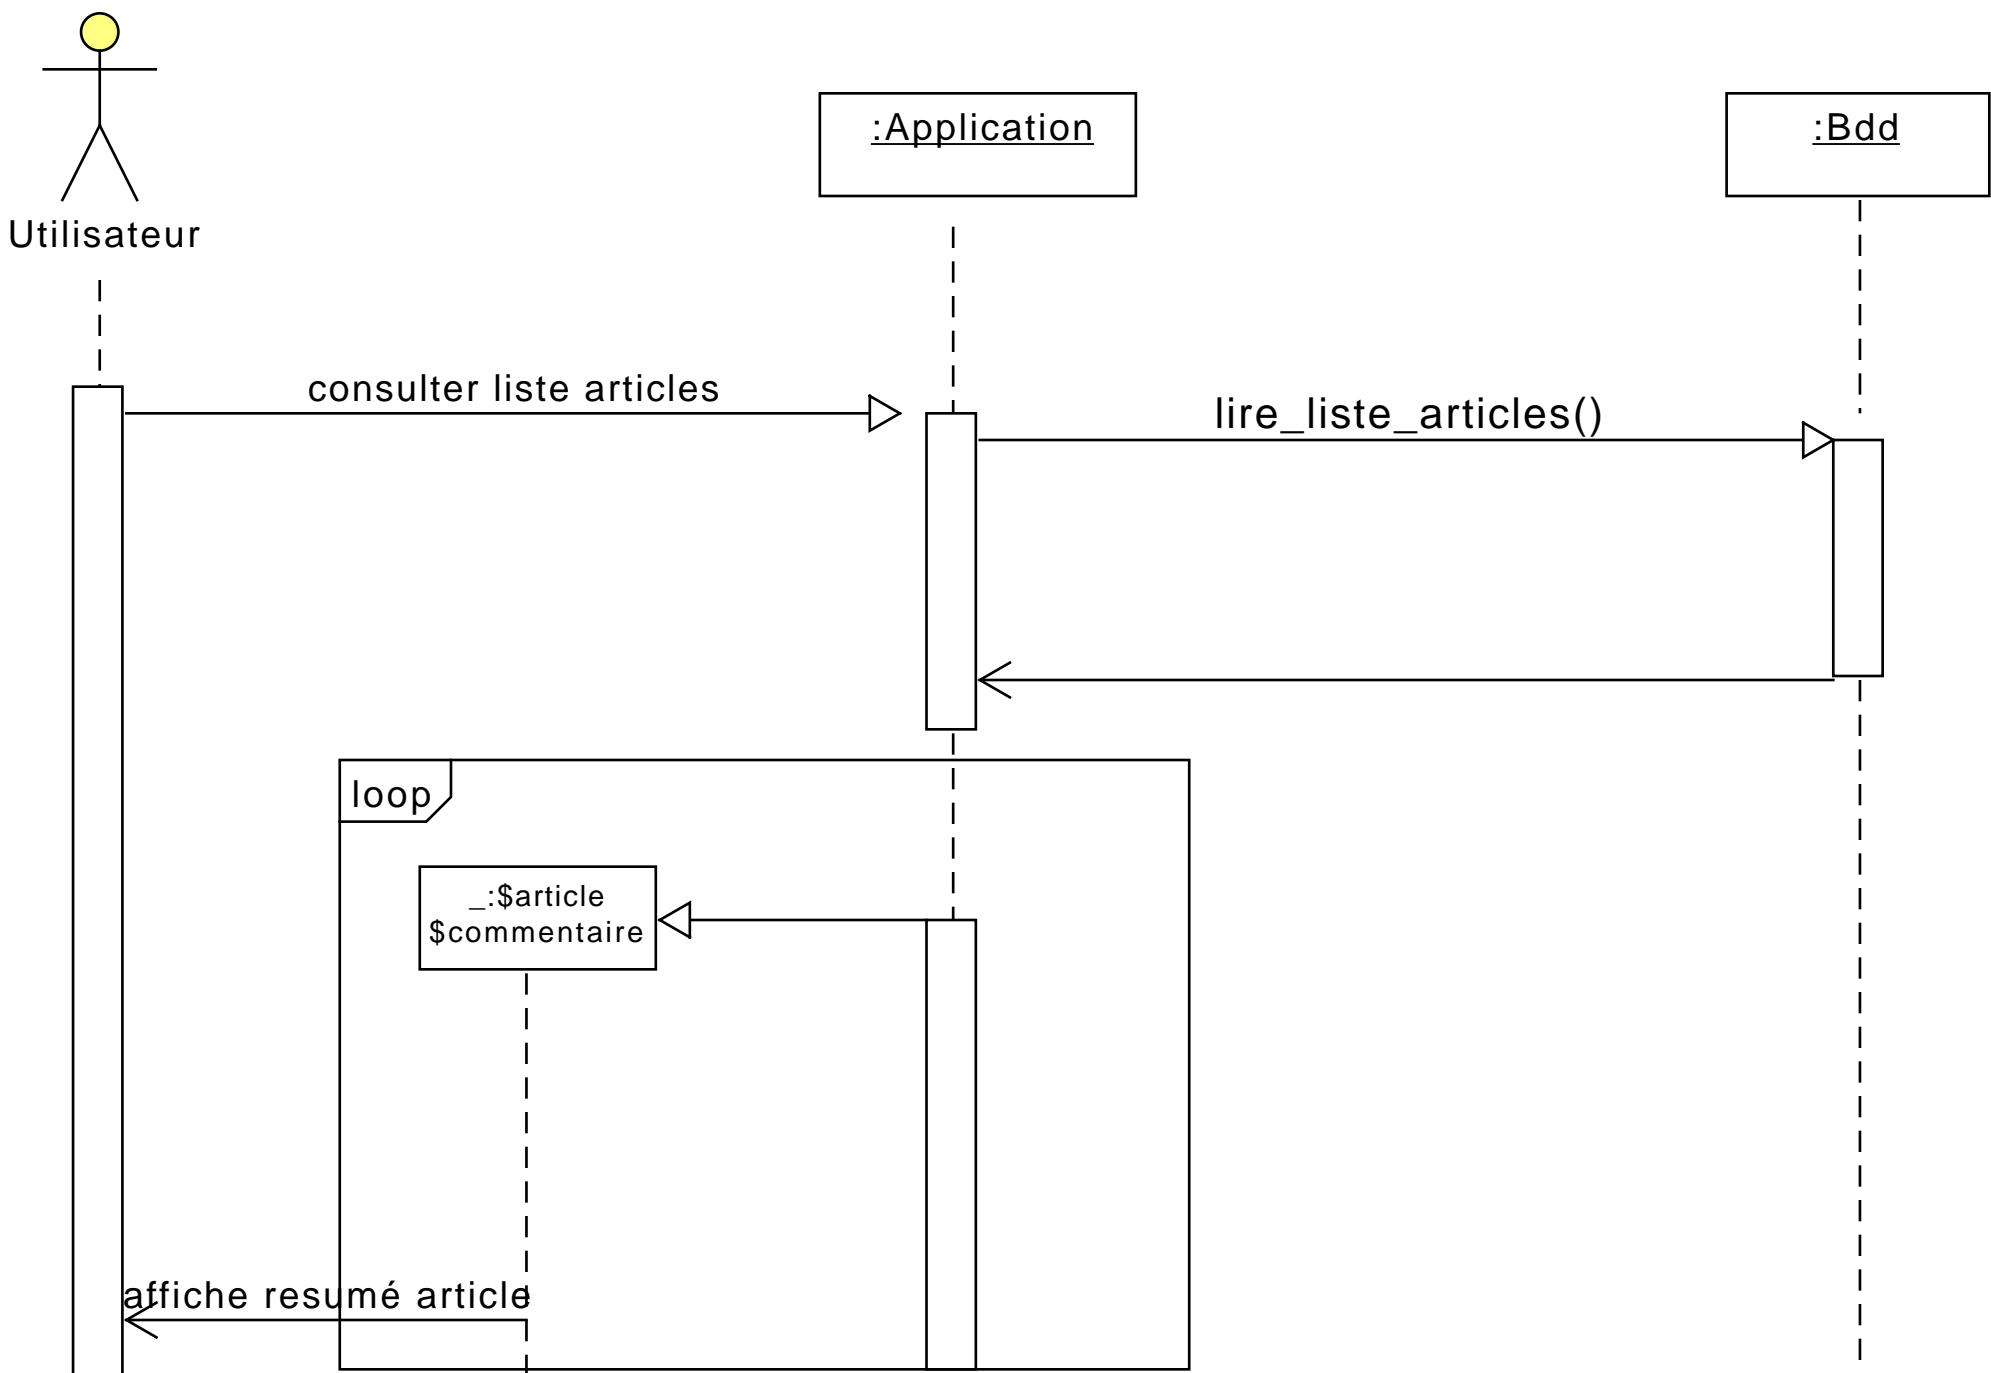 Utilisateur
:Application
:Bdd
consulter liste articles
lire_liste_articles()
loop
_:$article
$commentaire
affiche resumé article